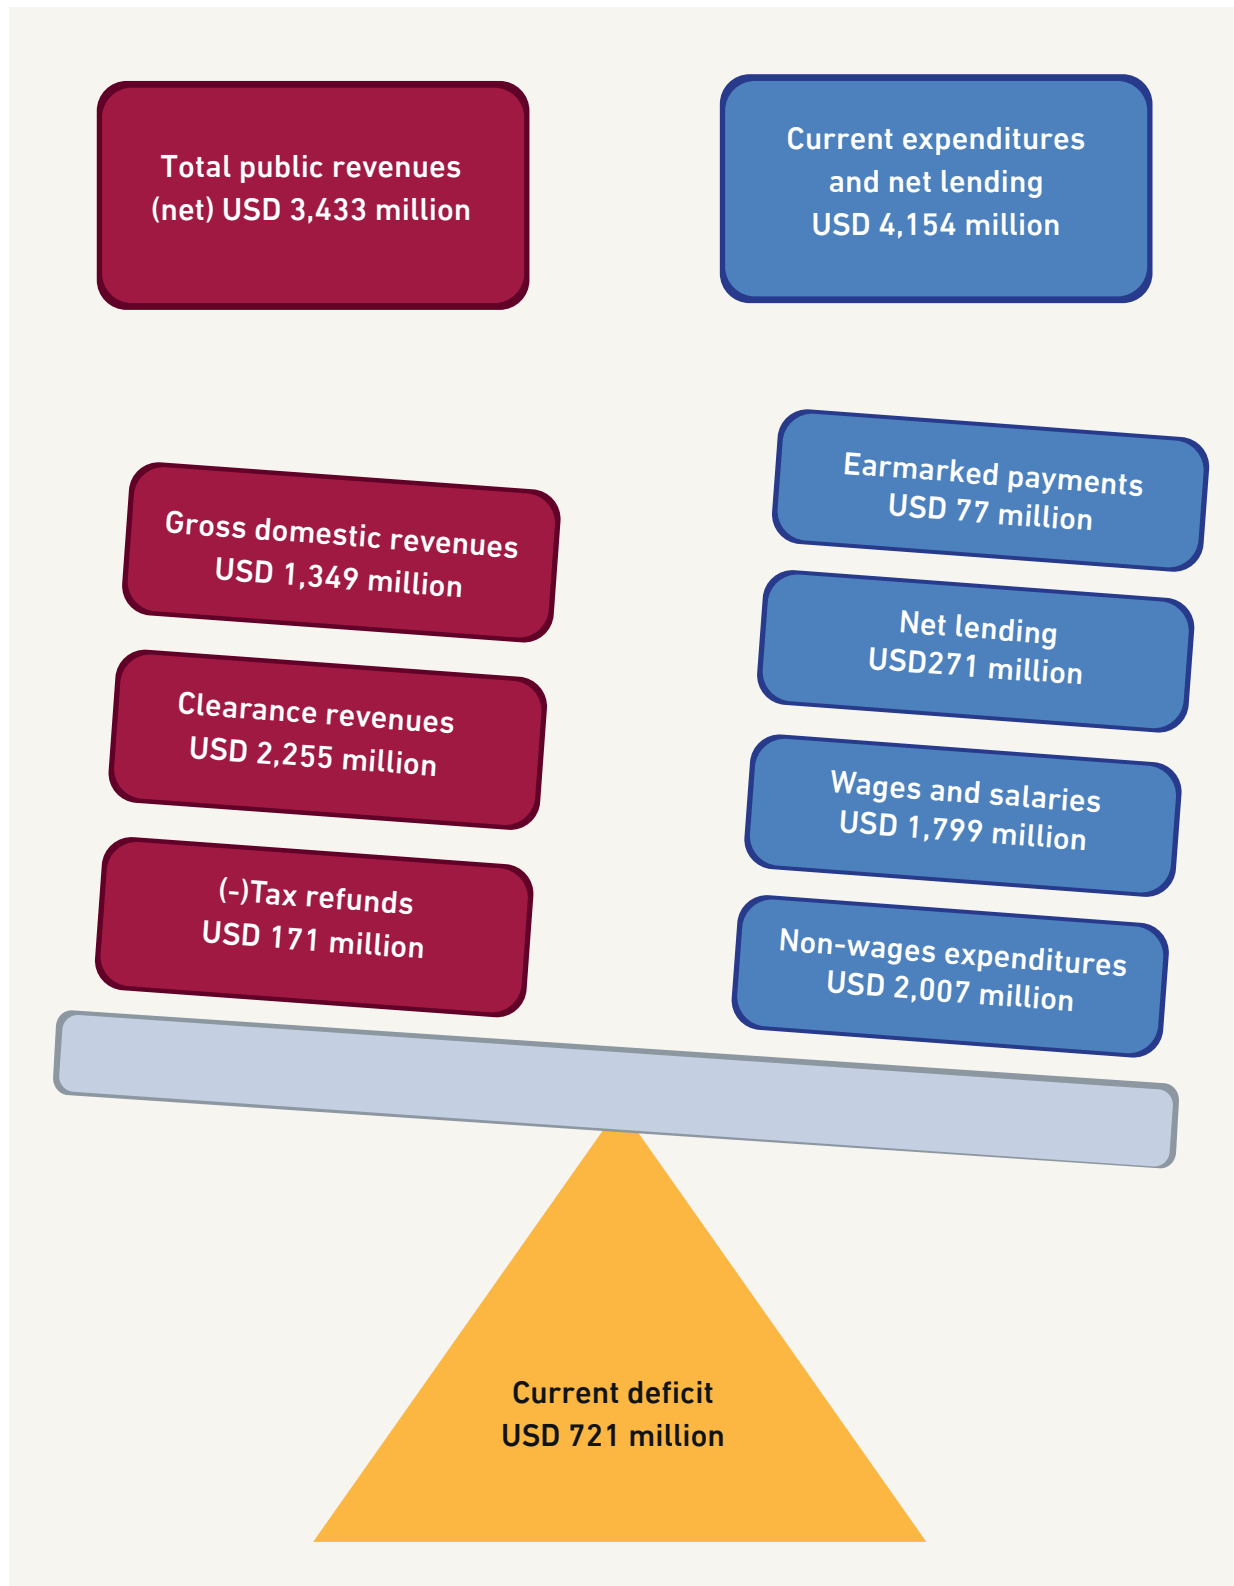 Total public revenues
(net) USD 3,433 million
Current expenditures
and net lending
USD 4,154 million
Gross domestic revenues
USD 1,349 million
Clearance revenues
USD 2,255 million
(-)Tax refunds
USD 171 million
Earmarked payments
USD 77 million
Net lending
USD271 million
Wages and salaries
USD 1,799 million
Non-wages expenditures
USD 2,007 million
Current deficit
USD 721 million